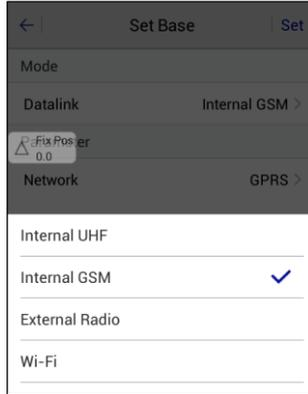 Set Base Set
Mode
Datalink Internal GSM
Parameter
Fix Pos
0.0
Network GPRS
Internal UHF
Internal GSM
External Radio
Wi-Fi